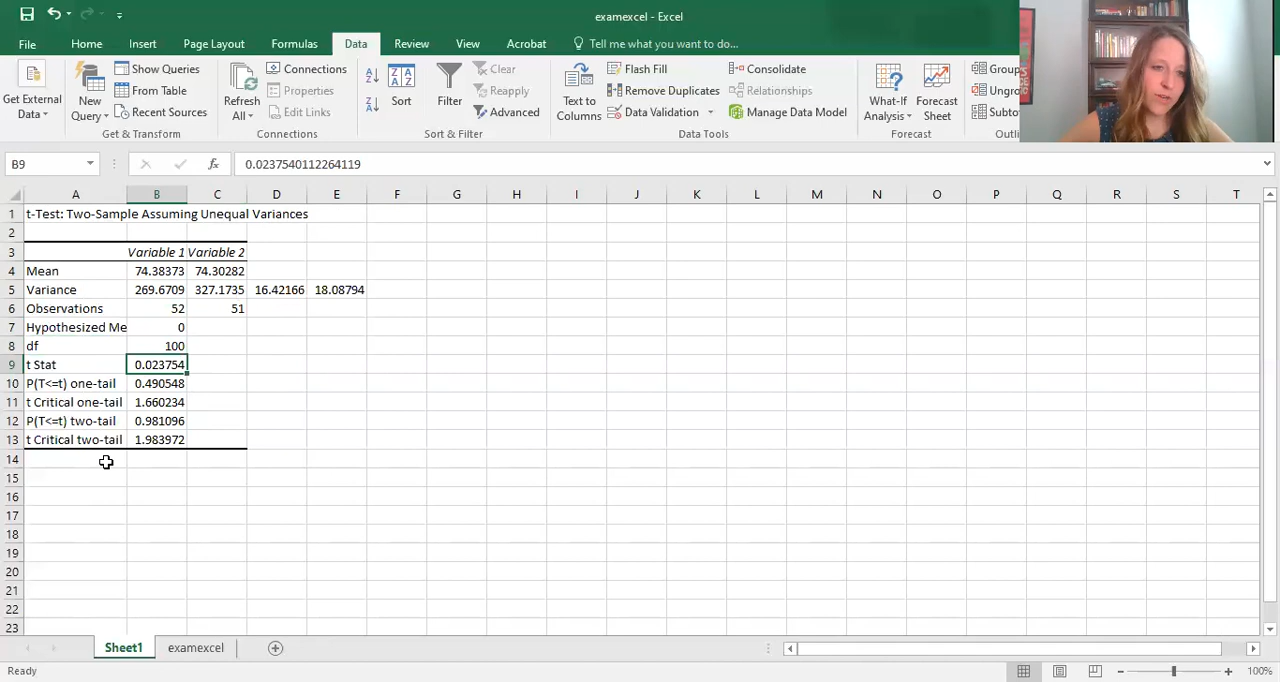 examexcel - Excel
File Home Insert Page Layout Formulas Data Review View Acrobat Tell me what you want to do...
Get External Data
New Query
Show Queries
From Table
Recent Sources
Get & Transform
Refresh All
Connections
Properties
Edit Links
Connections
Sort
Filter
Clear
Reapply
Advanced
Sort & Filter
Text to Columns
Flash Fill
Remove Duplicates
Data Validation
Consolidate
Relationships
Manage Data Model
Data Tools
What-If Analysis
Forecast Sheet
Forecast
Group
Ungro
Subto
Outli
B9 fx 0.0237540112264119
A B C D E F G H I J K L M N O P Q R S T
1 t-Test: Two-Sample Assuming Unequal Variances
2
3 Variable 1 Variable 2
4 Mean 74.38373 74.30282
5 Variance 269.6709 327.1735 16.42166 18.08794
6 Observations 52 51
7 Hypothesized Me 0
8 df 100
9 t Stat 0.023754
10 P(T<=t) one-tail 0.490548
11 t Critical one-tail 1.660234
12 P(T<=t) two-tail 0.981096
13 t Critical two-tail 1.983972
14
15
16
17
18
19
20
21
22
23
Sheet1 examexcel
Ready 100%